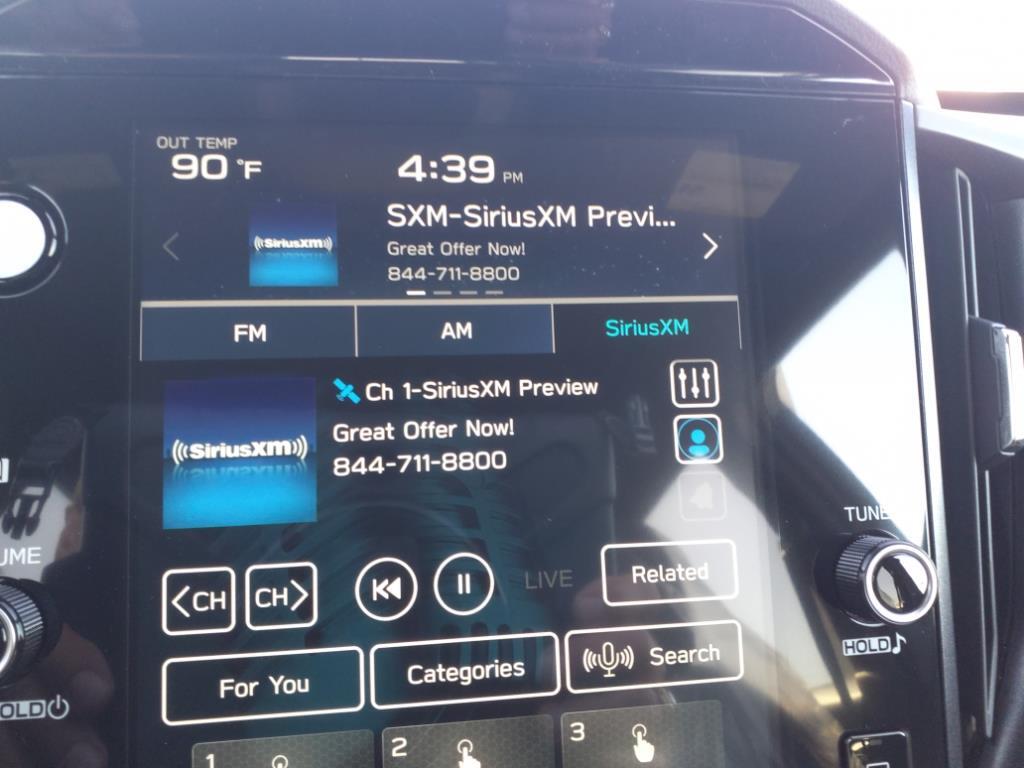 OUT TEMP
90 °F
4:39 PM
SXM-SiriusXM Previ...
((SiriusXM))
Great Offer Now!
844-711-8800
FM
AM
SiriusXM
Ch 1-SiriusXM Preview
Great Offer Now!
((SiriusXM))
844-711-8800
TUNE
UME
<CH
CH>
LIVE
Related
HOLD
For You
Categories
Search
OLD
1
2
3